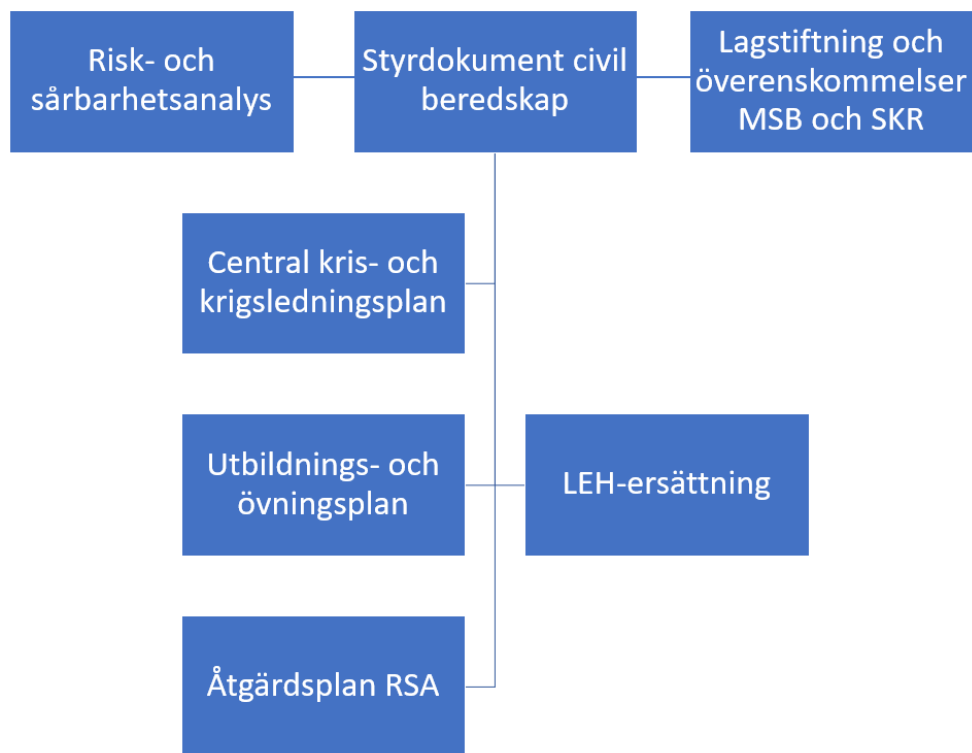 Risk- och
sårbarhetsanalys
Styrdokument civil
beredskap
Lagstiftning och
överenskommelser
MSB och SKR
Central kris- och
krigsledningsplan
Utbildnings- och
övningsplan
LEH-ersättning
Åtgärdsplan RSA